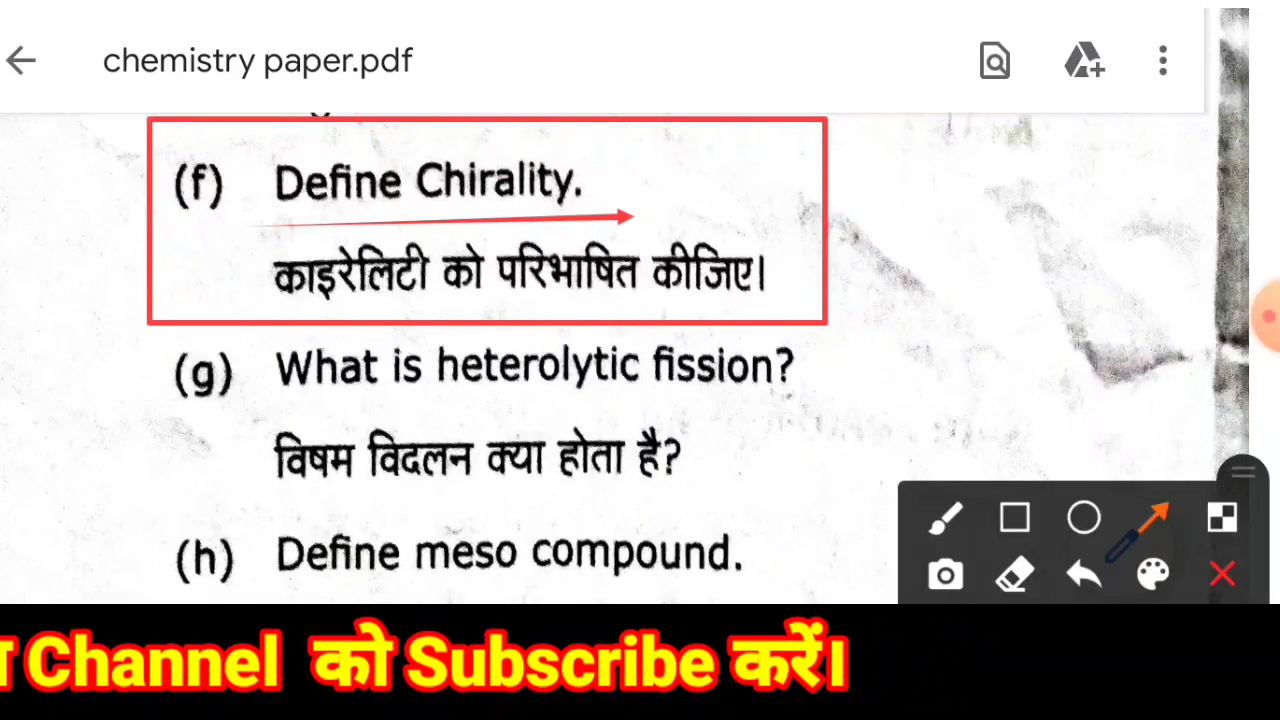 chemistry paper.pdf
(f) Define Chirality.
काइरेलिटी को परिभाषित कीजिए।
(g) What is heterolytic fission?
विषम विदलन क्या होता है?
(h) Define meso compound.
Channel को Subscribe करें।